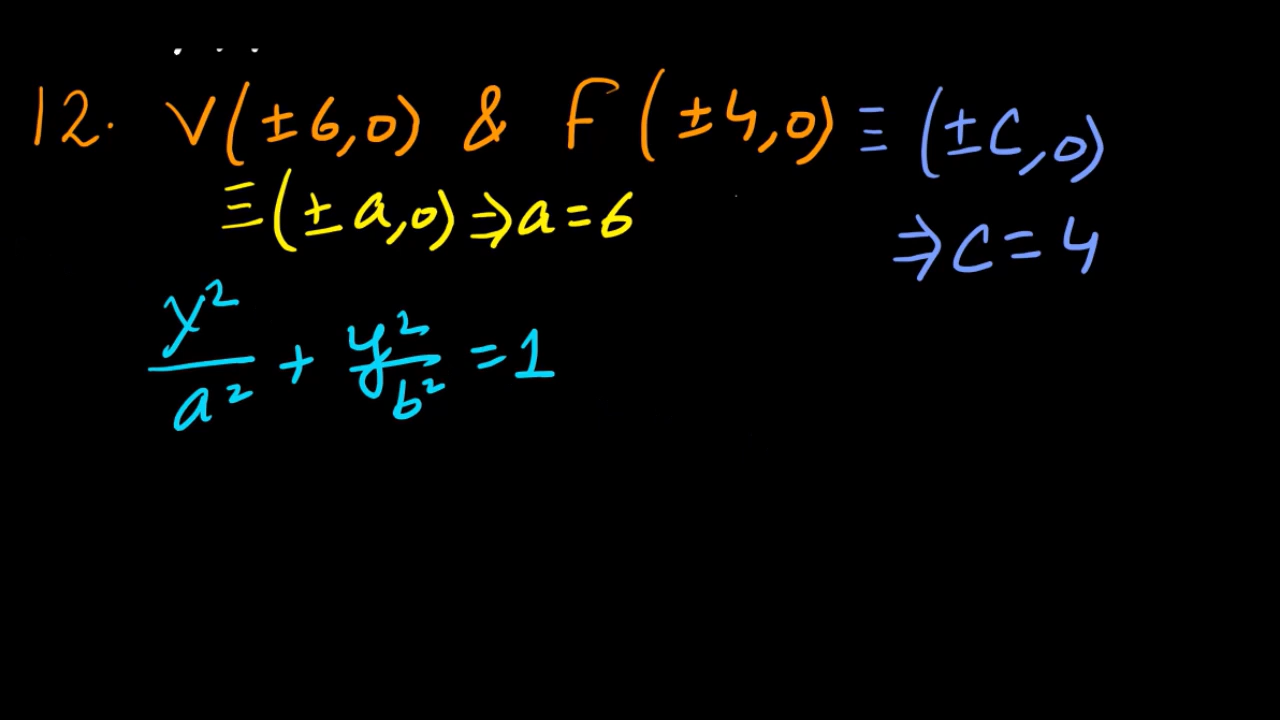 12. V(±6,0) & F(±4,0) ≡ (±C,0)
≡(±a,0) ⇒ a=6
⇒ C=4
x²/a² + y²/b² = 1